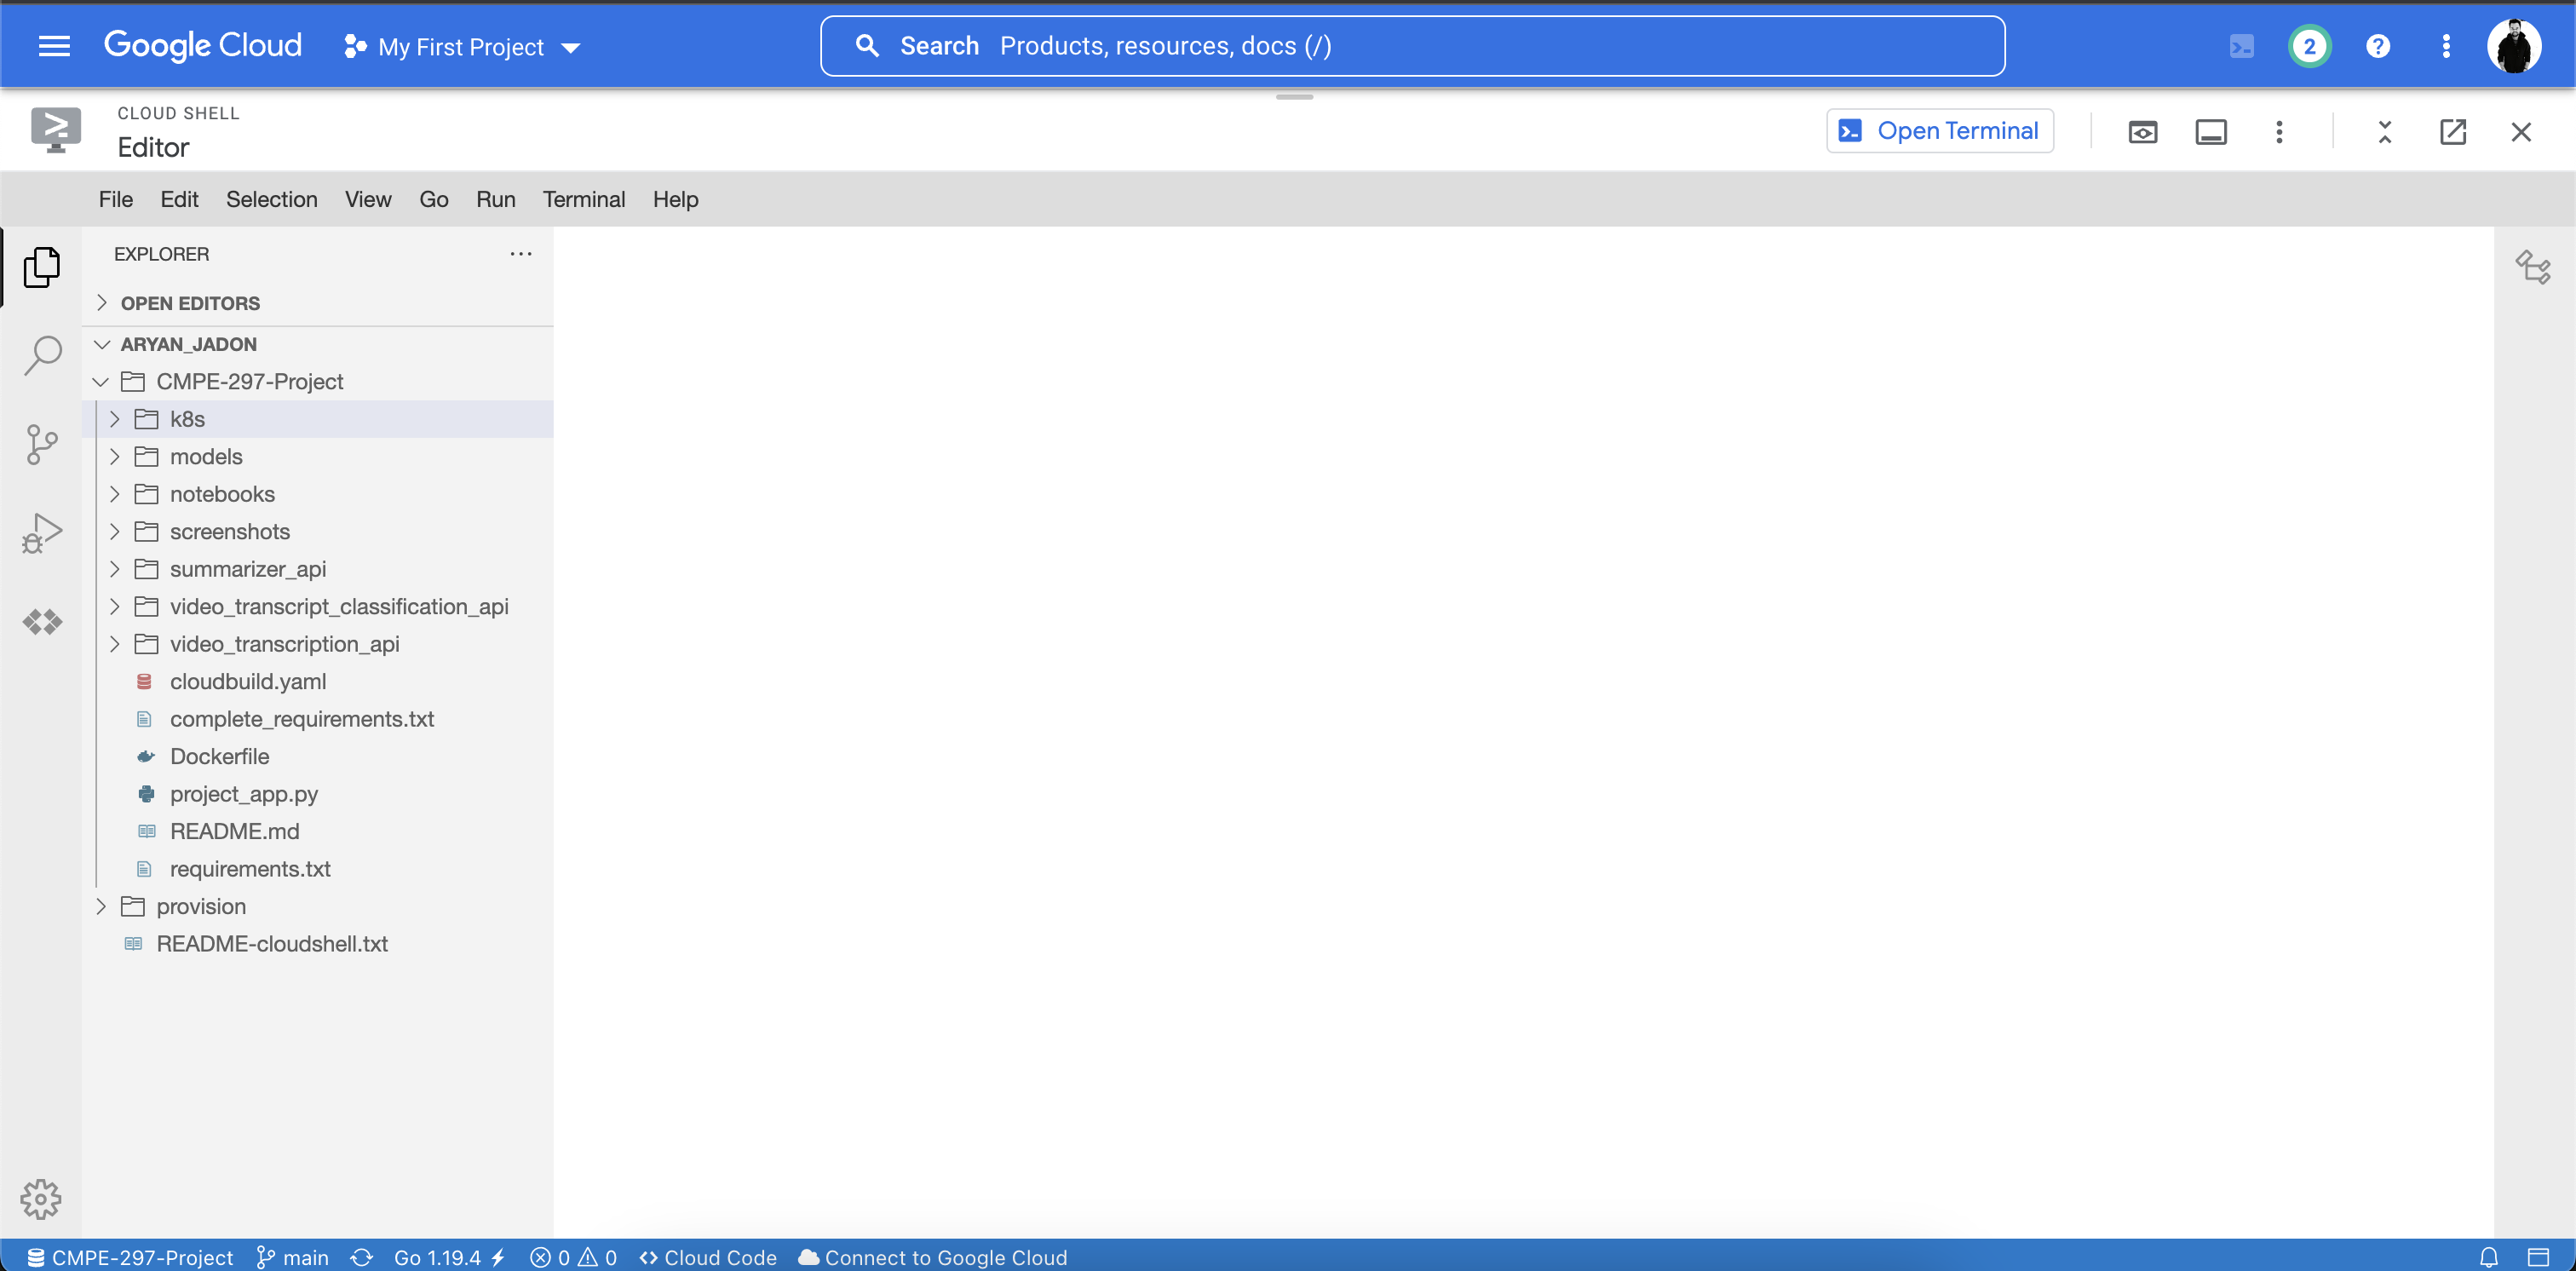 Google Cloud My First Project Search Products, resources, docs (/) 2
CLOUD SHELL
Editor
Open Terminal
File Edit Selection View Go Run Terminal Help
EXPLORER
OPEN EDITORS
ARYAN_JADON
CMPE-297-Project
k8s
models
notebooks
screenshots
summarizer_api
video_transcript_classification_api
video_transcription_api
cloudbuild.yaml
complete_requirements.txt
Dockerfile
project_app.py
README.md
requirements.txt
provision
README-cloudshell.txt
CMPE-297-Project main Go 1.19.4 0 0 Cloud Code Connect to Google Cloud